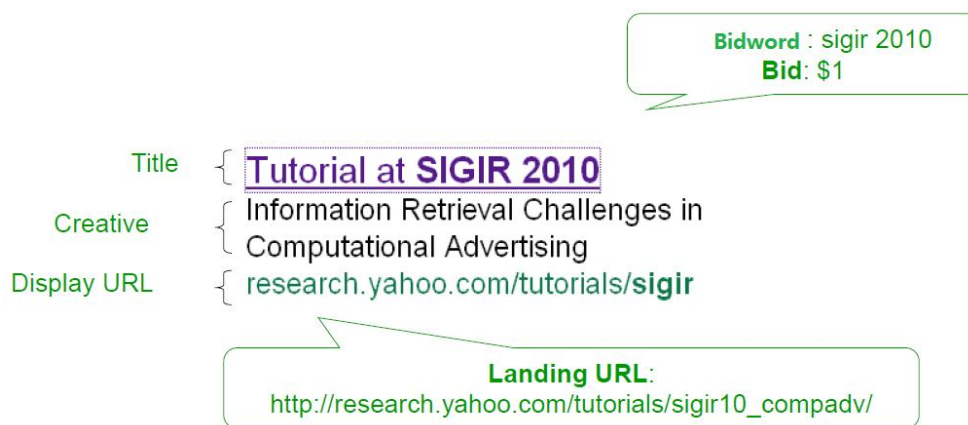 Bidword : sigir 2010
Bid: $1
Title
Tutorial at SIGIR 2010
Creative
Information Retrieval Challenges in
Computational Advertising
Display URL
research.yahoo.com/tutorials/sigir
Landing URL:
http://research.yahoo.com/tutorials/sigir10_compadv/